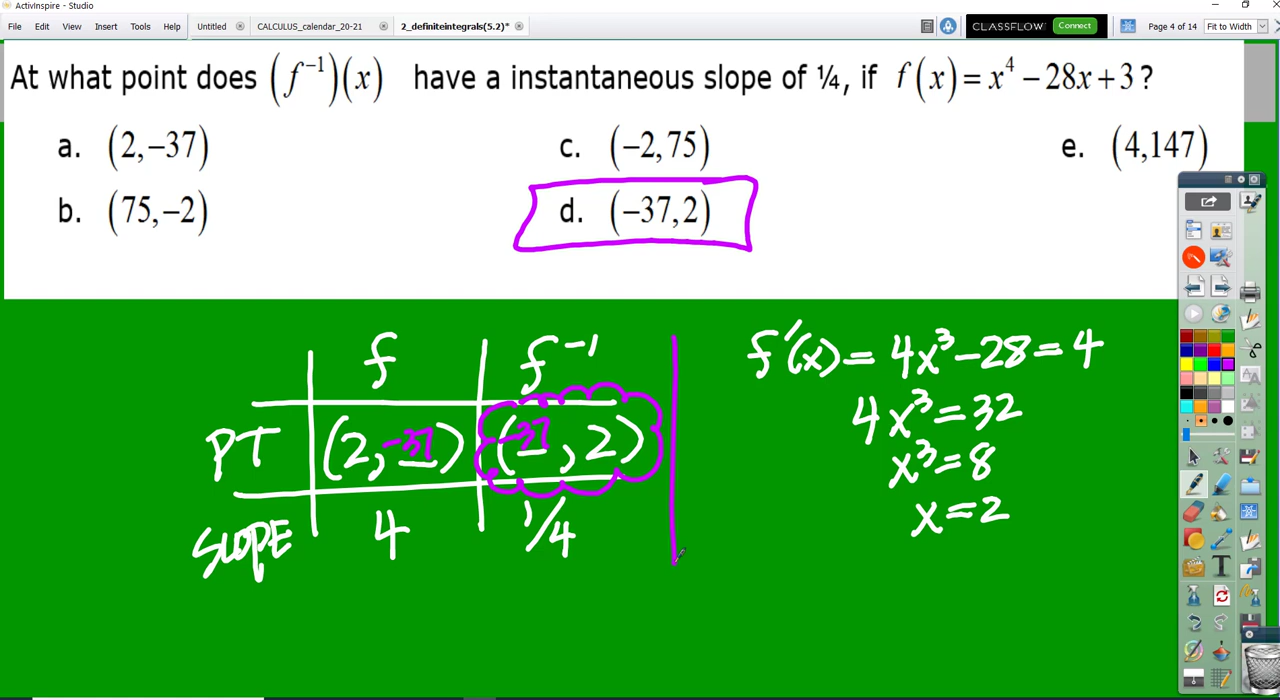 ActivInspire - Studio
File Edit View Insert Tools Help Untitled CALCULUS_calendar_20-21 2_definiteintegrals(5.2)* CLASSFLOW Connect Page 4 of 14 Fit to Width
At what point does (f⁻¹)(x) have a instantaneous slope of ¼, if f(x) = x⁴ − 28x + 3?
a. (2,−37) c. (−2,75) e. (4,147)
b. (75,−2) d. (−37,2)
f f⁻¹
PT (2, −37) (−37, 2)
SLOPE 4 1/4
f'(x) = 4x³ − 28 = 4
4x³ = 32
x³ = 8
x = 2